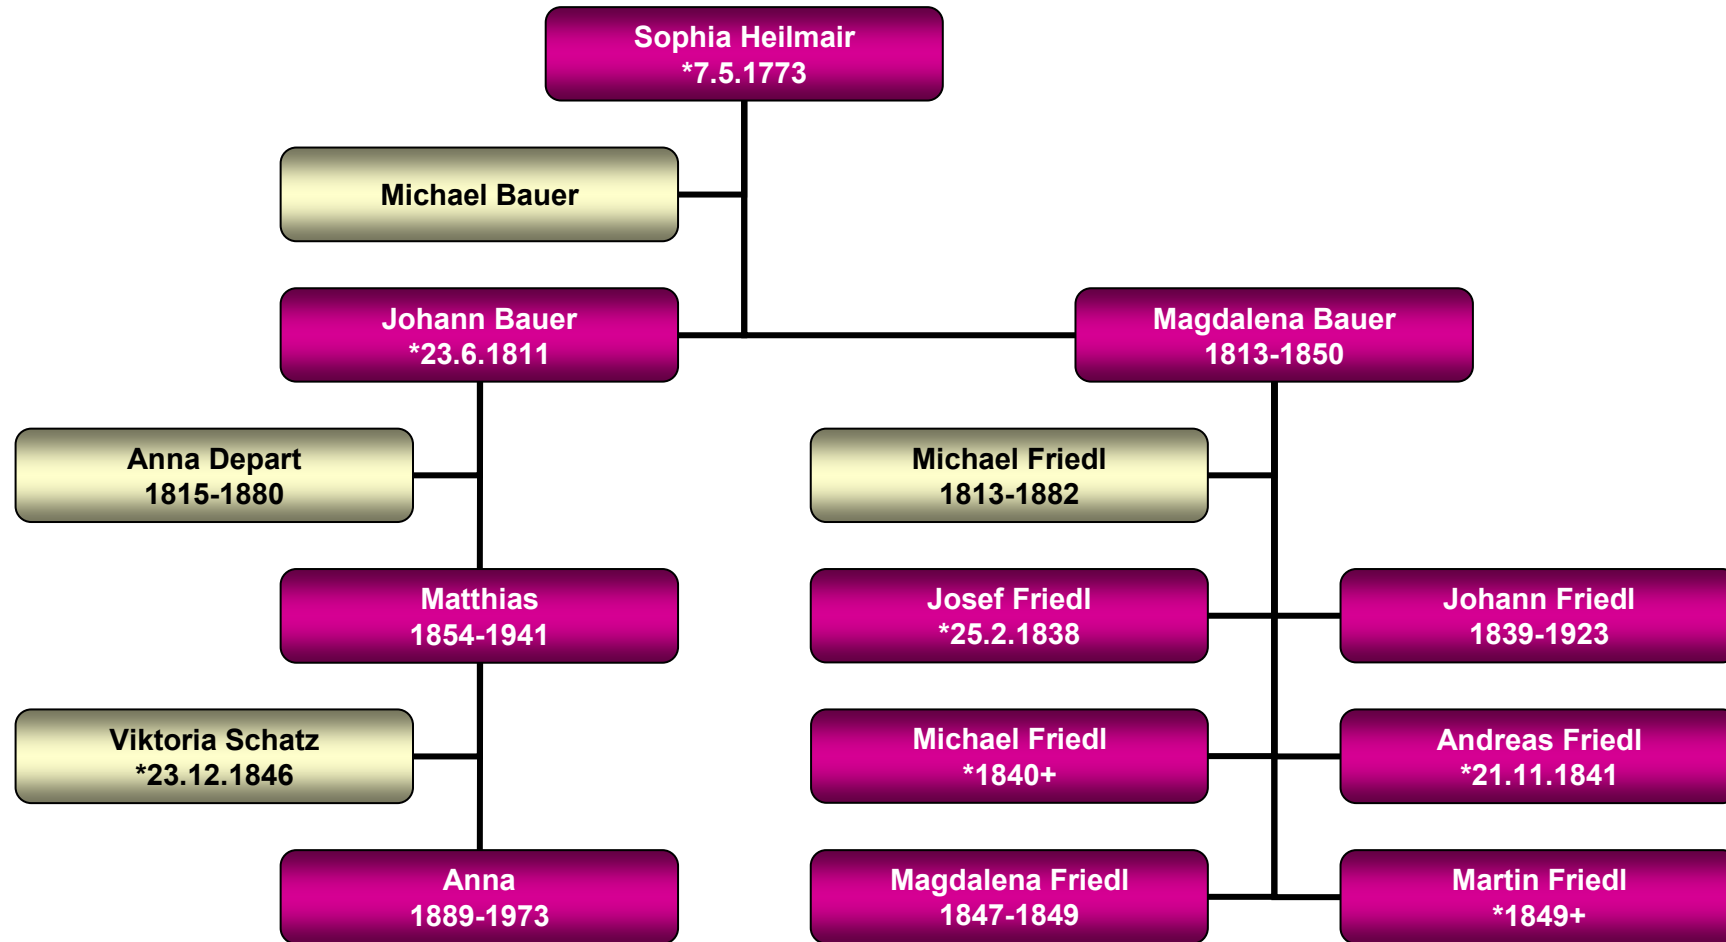 Sophia Heilmair
*7.5.1773
Michael Bauer
Johann Bauer
*23.6.1811
Magdalena Bauer
1813-1850
Anna Depart
1815-1880
Michael Friedl
1813-1882
Matthias
1854-1941
Josef Friedl
*25.2.1838
Johann Friedl
1839-1923
Viktoria Schatz
*23.12.1846
Michael Friedl
*1840+
Andreas Friedl
*21.11.1841
Anna
1889-1973
Magdalena Friedl
1847-1849
Martin Friedl
*1849+